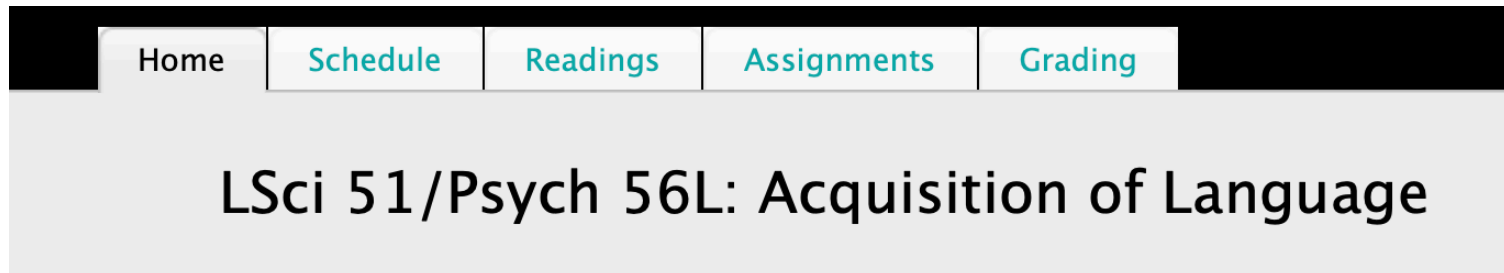 Home Schedule Readings Assignments Grading
LSci 51/Psych 56L: Acquisition of Language